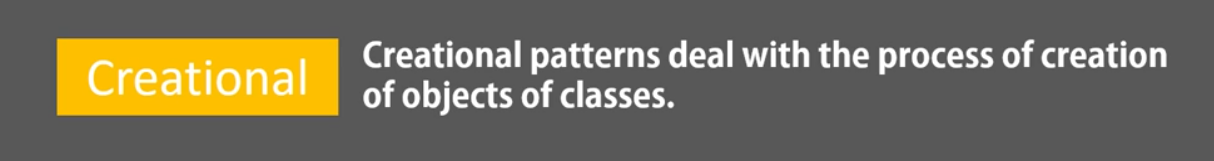 Creational
Creational patterns deal with the process of creation
of objects of classes.